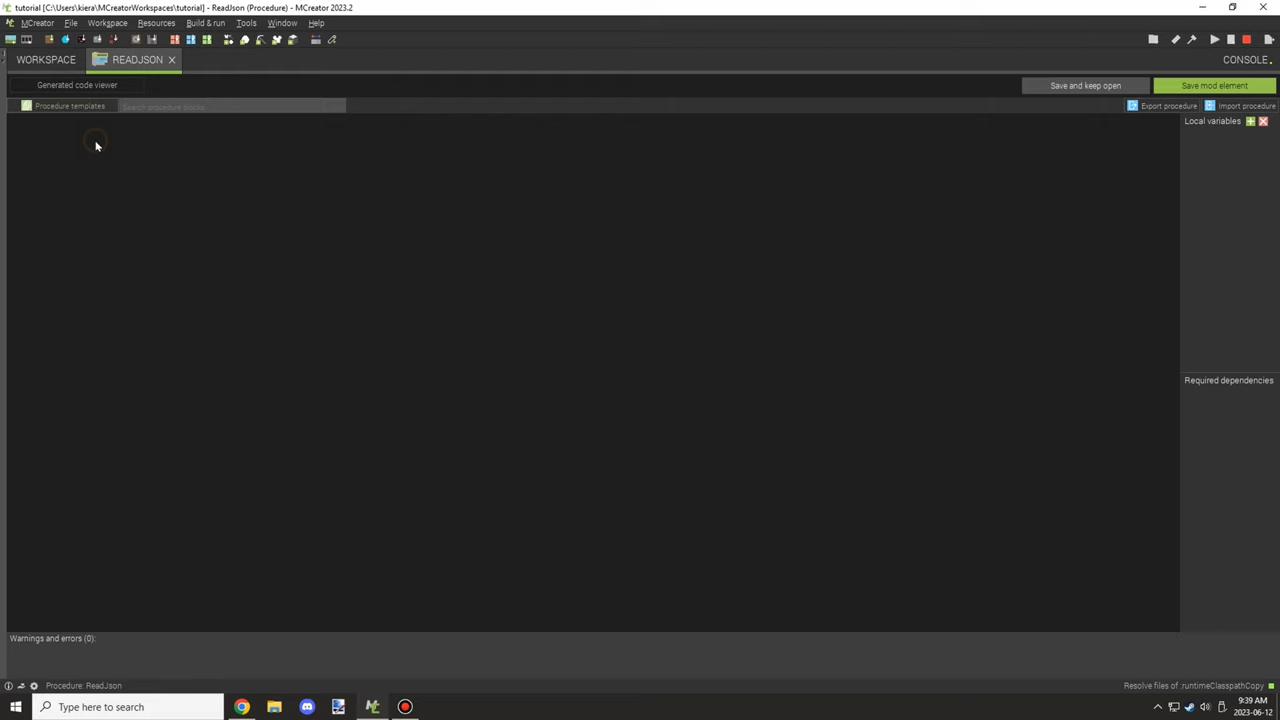 tutorial [C:\Users\kiera\MCreatorWorkspaces\tutorial] - ReadJson (Procedure) - MCreator 2023.2
MCreator File Workspace Resources Build & run Tools Window Help
WORKSPACE READJSON CONSOLE
Generated code viewer Save and keep open Save mod element
Procedure templates Search procedure blocks Export procedure Import procedure
Local variables
Required dependencies
Warnings and errors (0):
Procedure: ReadJson Resolve files of :runtimeClasspathCopy
Type here to search 9:39 AM
2023-06-12